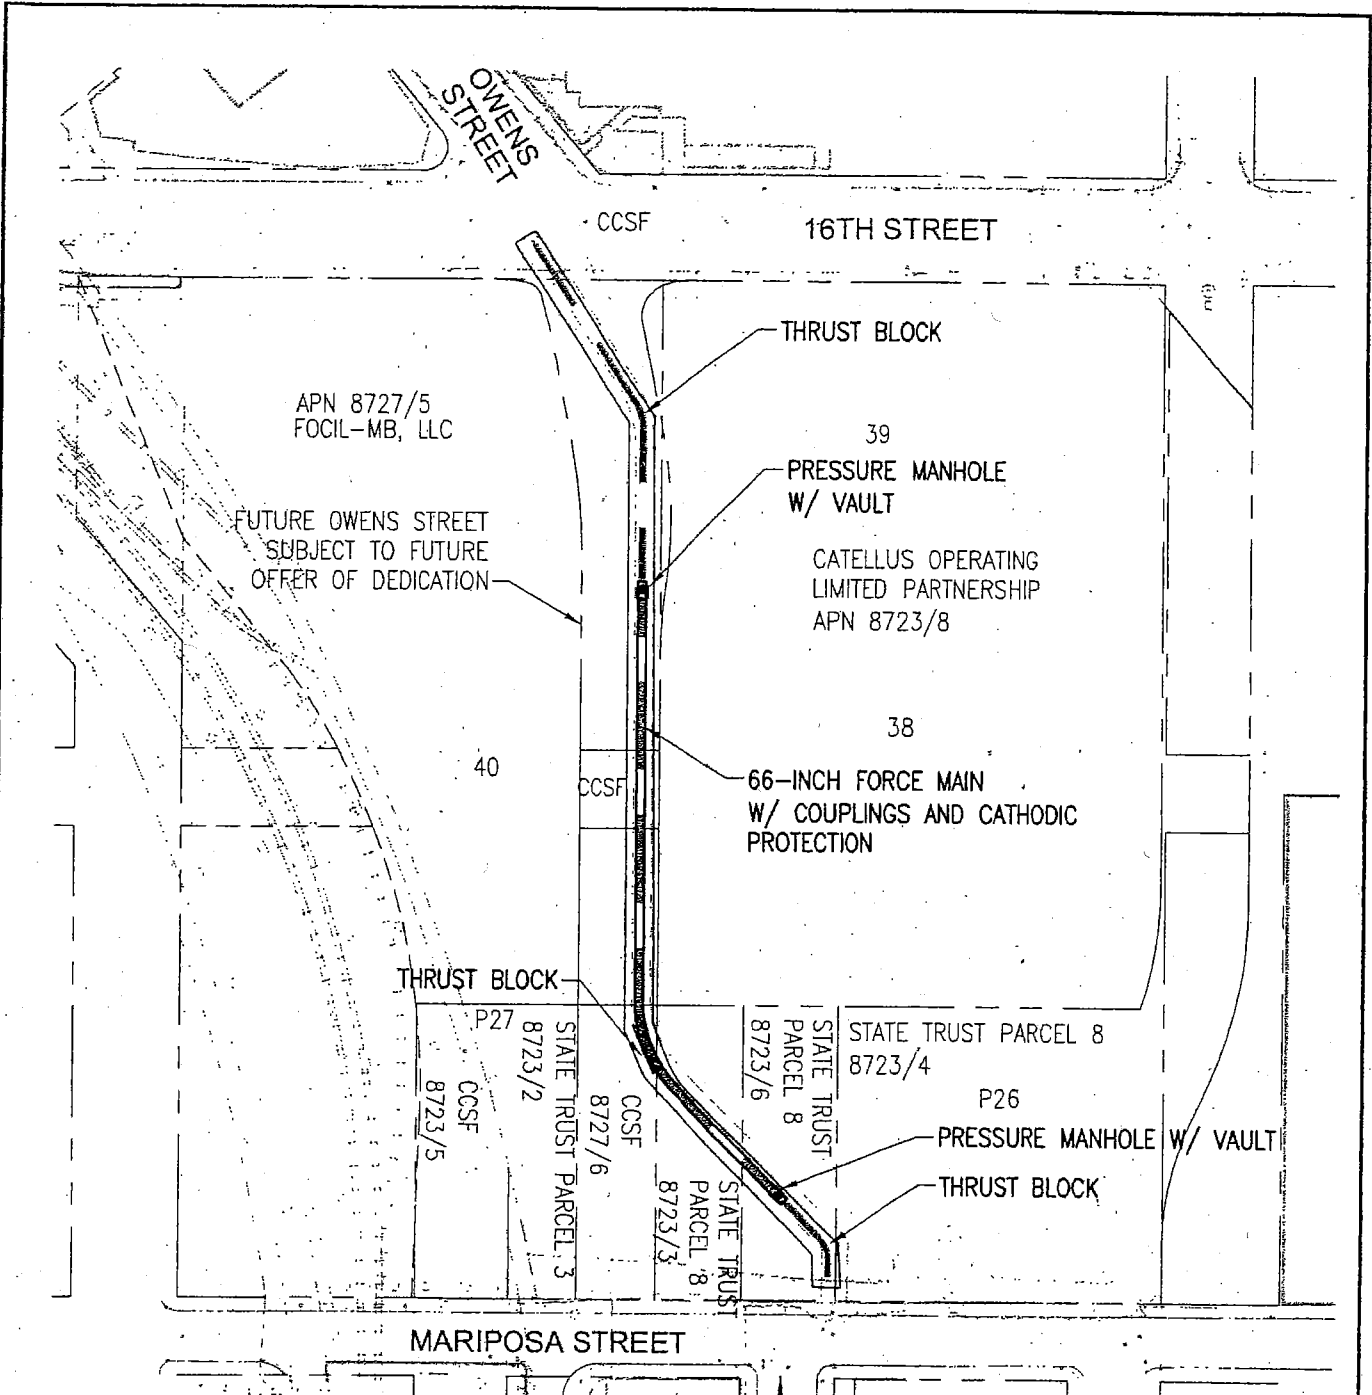 OWENS
STREET
CCSF
16TH STREET
THRUST BLOCK
APN 8727/5
FOCIL-MB, LLC
39
PRESSURE MANHOLE
W/ VAULT
FUTURE OWENS STREET
SUBJECT TO FUTURE
OFFER OF DEDICATION
CATELLUS OPERATING
LIMITED PARTNERSHIP
APN 8723/8
38
40
CCSF
66-INCH FORCE MAIN
W/ COUPLINGS AND CATHODIC
PROTECTION
THRUST BLOCK
P27
STATE TRUST PARCEL 3
8723/2
CCSF
8723/5
CCSF
8727/6
STATE TRUST
PARCEL 8
8723/3
STATE TRUST
PARCEL 8
8723/6
STATE TRUST PARCEL 8
8723/4
P26
PRESSURE MANHOLE W/ VAULT
THRUST BLOCK
MARIPOSA STREET